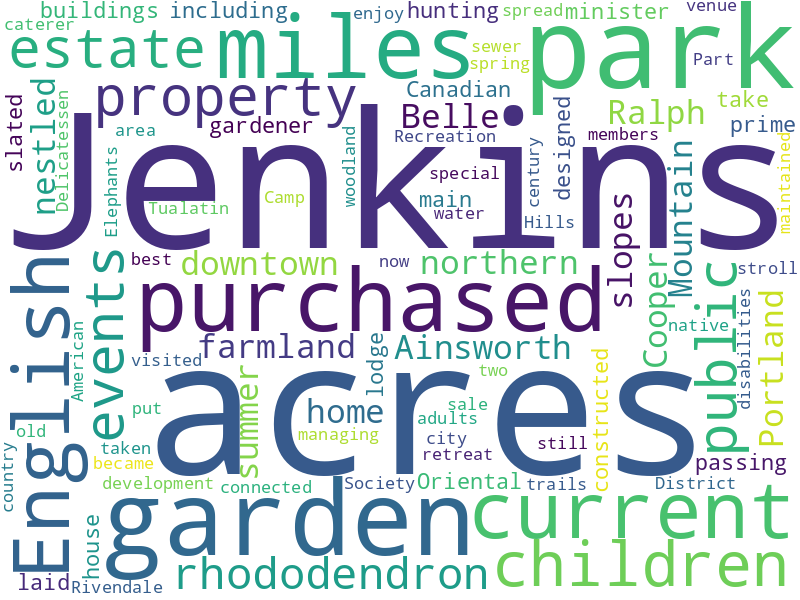 buildings including enjoy hunting spread minister venue
caterer
estate miles park
sewer
spring Part
property Canadian
Belle Ralph take
slated nestled Delicatessen area gardener Recreation designed members prime
Jenkins
Elephants woodland special century maintained
Camp main
Tualatin water Hills
best downtown now northern slopes Mountain stroll
English events purchased Cooper public native disabilities Portland
American farmland lodge Ainsworth
visited two
acres
summer home constructed
put sale
old managing adults
taken city still
became retreat passing
country development connected Society Oriental trails District
garden current
house
rhododendron children
laid Rivendale